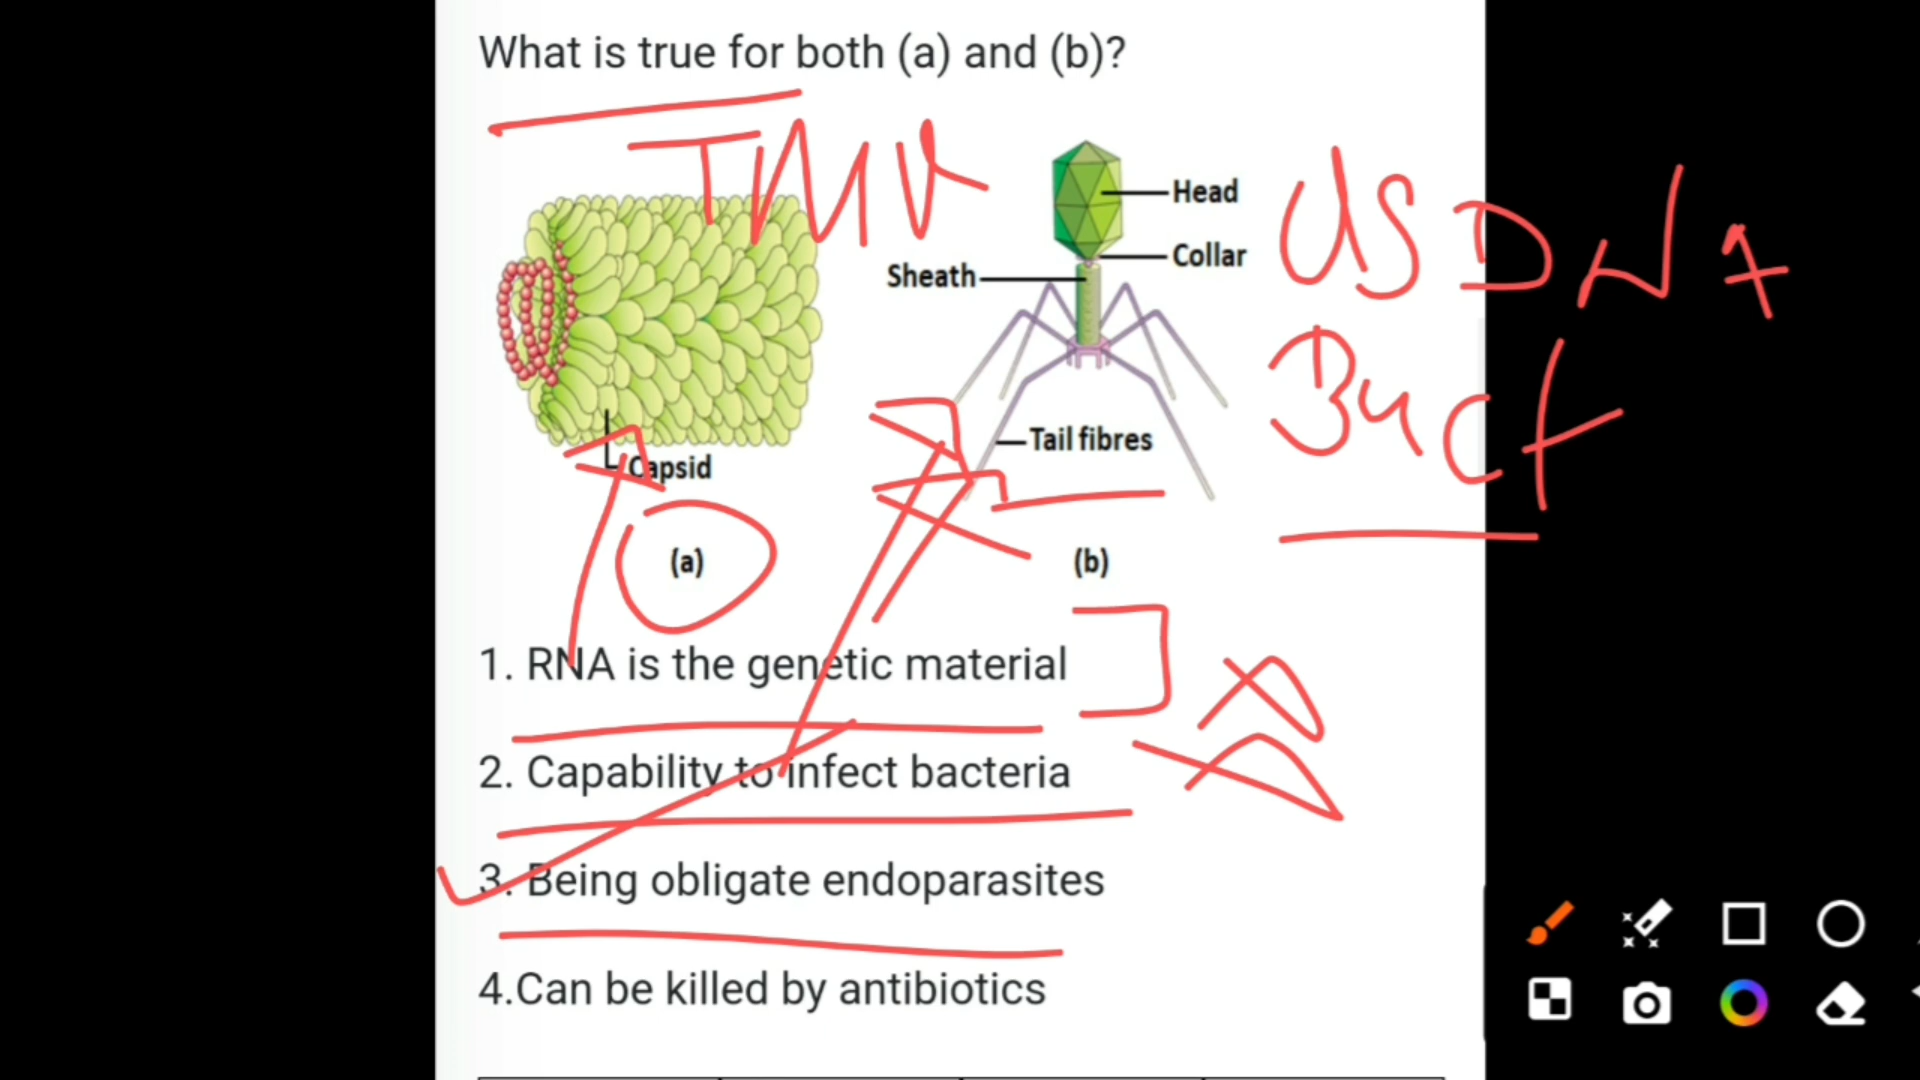 What is true for both (a) and (b)?
TMV
Head
Collar
Sheath
DNA
Tail fibres
Capsid
(a)
(b)
1. RNA is the genetic material
2. Capability to infect bacteria
3. Being obligate endoparasites
4.Can be killed by antibiotics